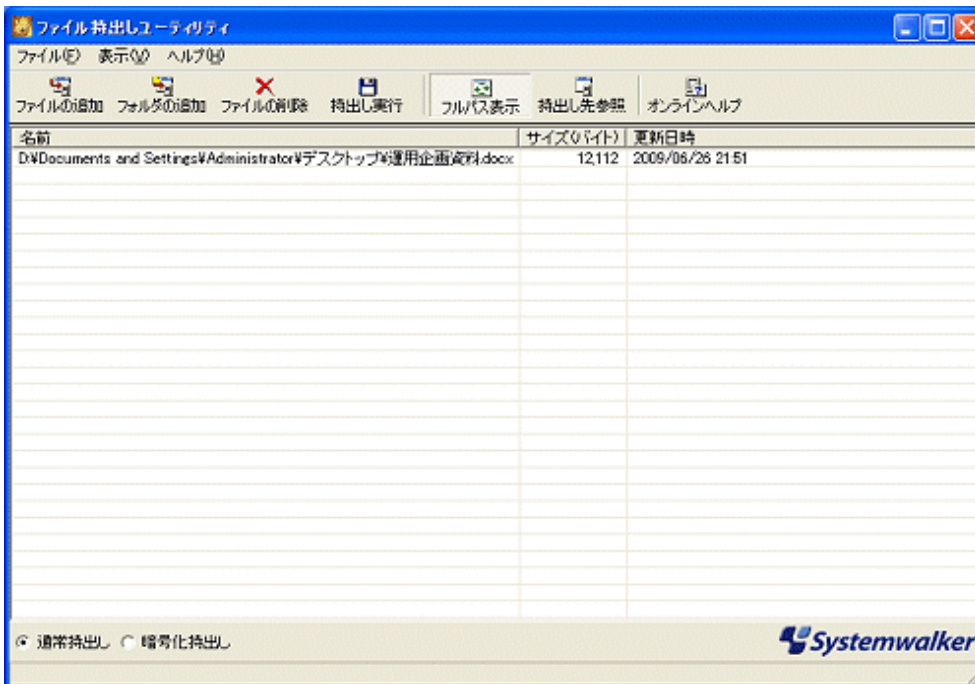 ファイル持出しユーティリティ
ファイル(F) 表示(V) ヘルプ(H)
ファイルの追加 フォルダの追加 ファイルの削除 持出し実行 フルパス表示 持出し先参照 オンラインヘルプ
名前 サイズ(バイト) 更新日時
D:¥Documents and Settings¥Administrator¥デスクトップ¥運用企画資料.docx 12,112 2009/06/26 21:51
通常持出し 暗号化持出し Systemwalker